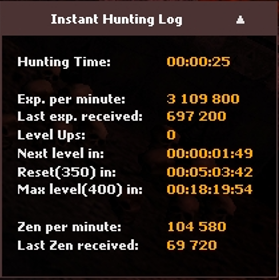 Instant Hunting Log
Hunting Time: 00:00:25
Exp. per minute: 3 109 800
Last exp. received: 697 200
Level Ups: 0
Next level in: 00:00:01:49
Reset(350) in: 00:05:03:42
Max level(400) in: 00:18:19:54
Zen per minute: 104 580
Last Zen received: 69 720